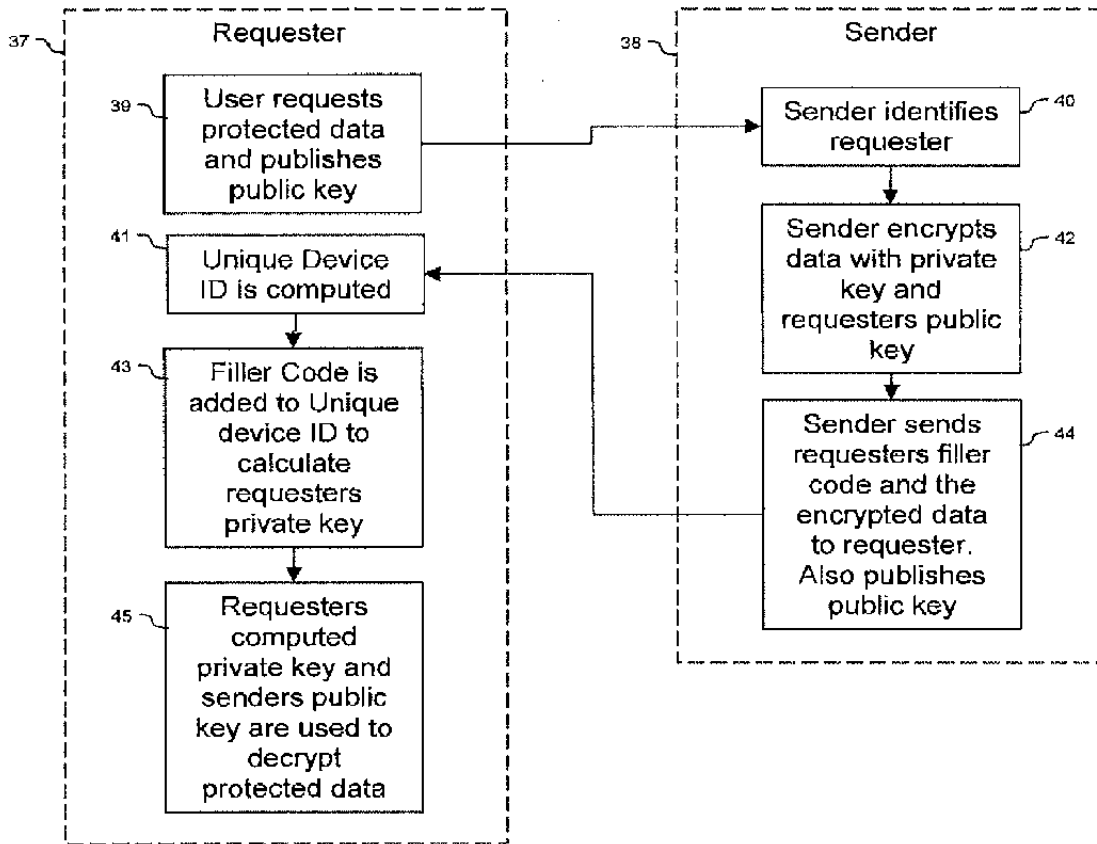 Requester
37
39
User requests
protected data
and publishes
public key
41
Unique Device
ID is computed
43
Filler Code is
added to Unique
device ID to
calculate
requesters
private key
45
Requesters
computed
private key and
senders public
key are used to
decrypt
protected data
Sender
38
40
Sender identifies
requester
Sender encrypts
data with private
key and
requesters public
key
42
Sender sends
requesters filler
code and the
encrypted data
to requester.
Also publishes
public key
44